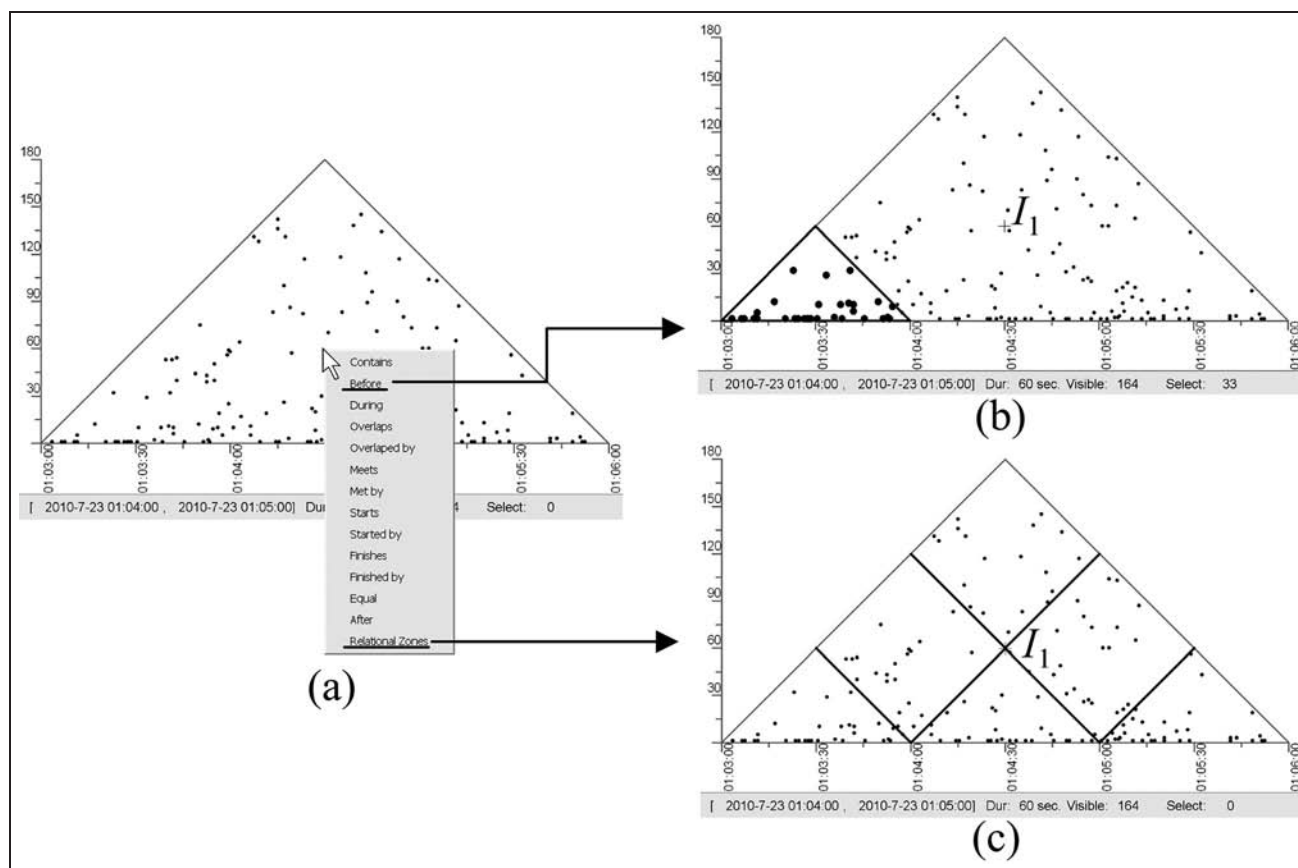 180
150
120
90
60
30
01:03:00
01:03:30
01:04:00
01:05:30
01:06:00
Contains
Before
During
Overlaps
Overlaped by
Meets
Met by
Starts
Started by
Finishes
Finished by
Equal
After
Relational Zones
[ 2010-7-23 01:04:00 , 2010-7-23 01:05:00] Du
Select: 0
(a)
180
150
120
90
60
30
I1
01:03:00
01:03:30
01:04:00
01:04:30
01:05:00
01:05:30
01:06:00
[ 2010-7-23 01:04:00 , 2010-7-23 01:05:00] Dur: 60 sec. Visible: 164 Select: 33
(b)
180
150
120
90
60
30
I1
01:03:00
01:03:30
01:04:00
01:04:30
01:05:00
01:05:30
01:06:00
[ 2010-7-23 01:04:00 , 2010-7-23 01:05:00] Dur: 60 sec. Visible: 164 Select: 0
(c)